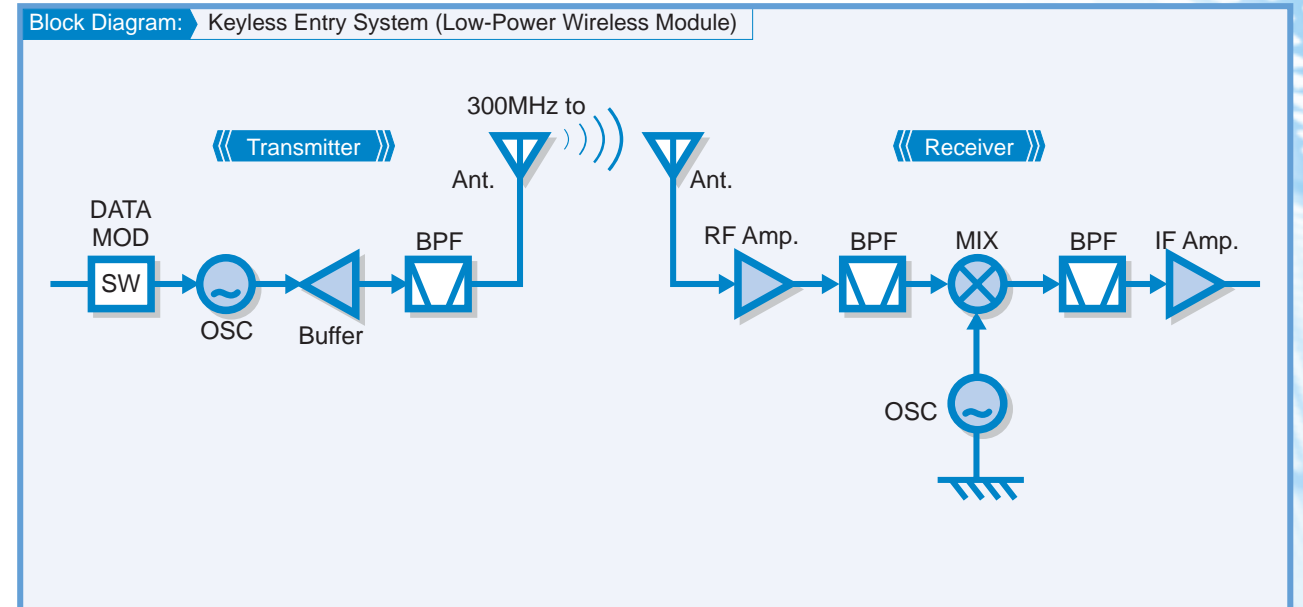 Block Diagram: Keyless Entry System (Low-Power Wireless Module)
300MHz to
Transmitter
Receiver
Ant.
Ant.
DATA
MOD
SW
OSC
Buffer
BPF
RF Amp.
BPF
MIX
BPF
IF Amp.
OSC